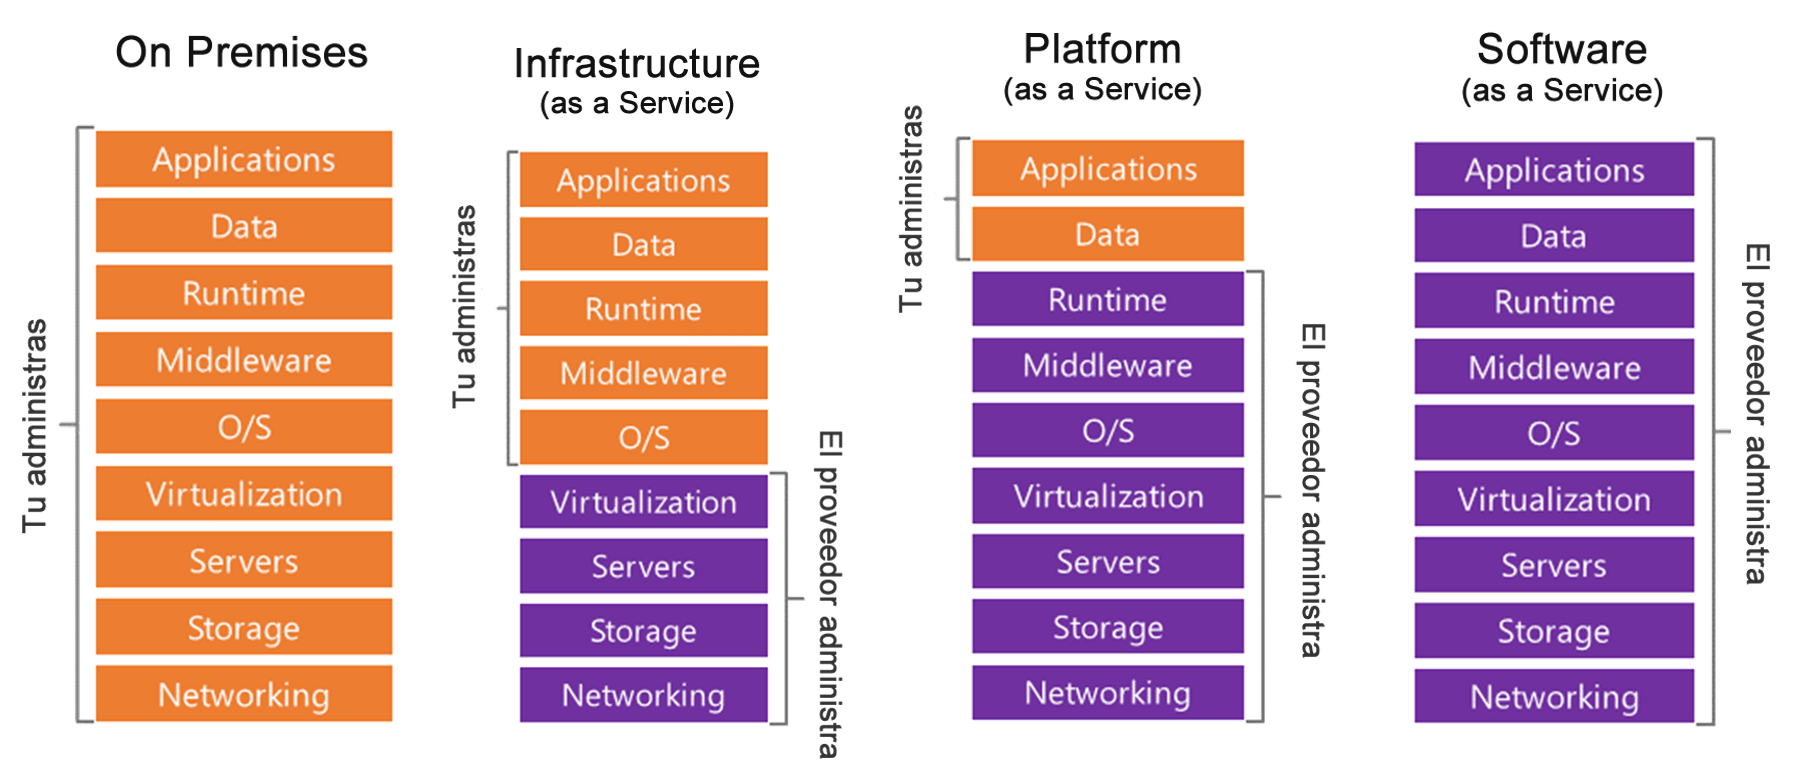 On Premises
Tu administras
Applications
Data
Runtime
Middleware
O/S
Virtualization
Servers
Storage
Networking
Infrastructure
(as a Service)
Tu administras
Applications
Data
Runtime
Middleware
O/S
Virtualization
Servers
Storage
Networking
El proveedor administra
Platform
(as a Service)
Tu administras
Applications
Data
Runtime
Middleware
O/S
Virtualization
Servers
Storage
Networking
El proveedor administra
Software
(as a Service)
Applications
Data
Runtime
Middleware
O/S
Virtualization
Servers
Storage
Networking
El proveedor administra